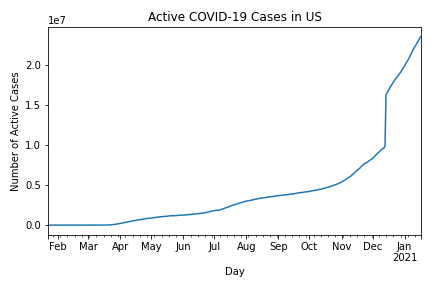 Active COVID-19 Cases in US
1e7
2.0
1.5
1.0
0.5
0.0
Number of Active Cases
Feb Mar Apr May Jun Jul Aug Sep Oct Nov Dec Jan
2021
Day